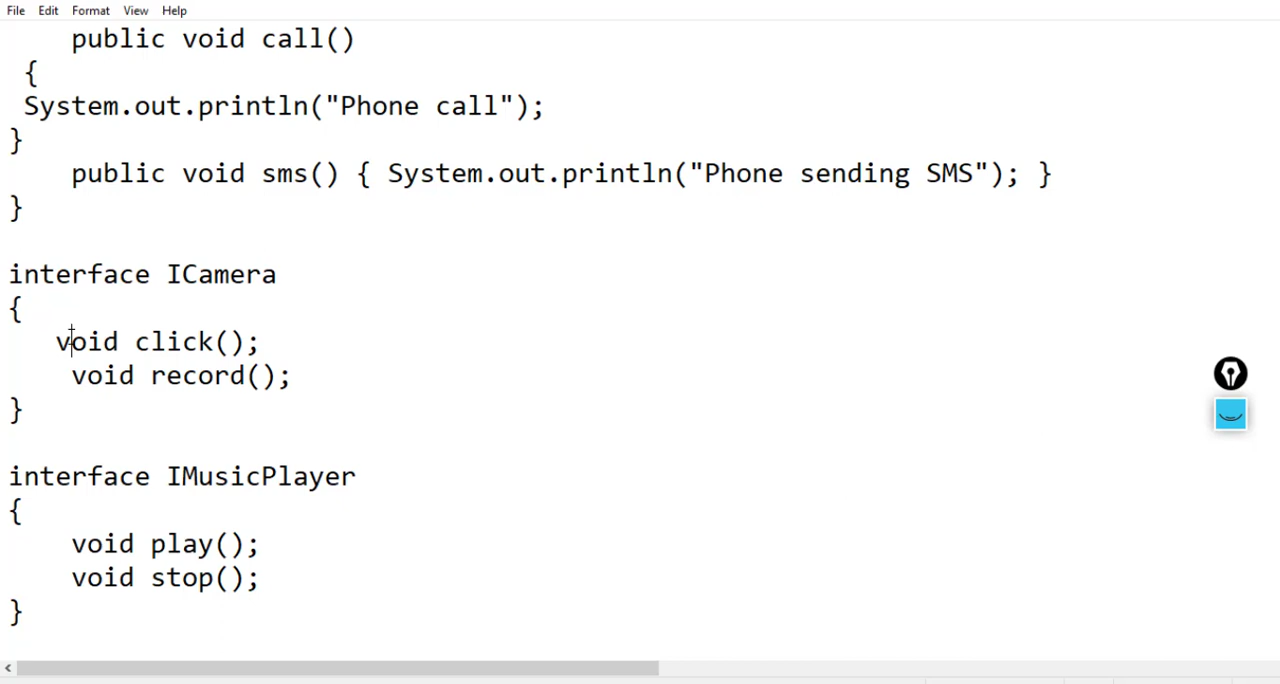 File Edit Format View Help
public void call()
{
System.out.println("Phone call");
}
public void sms() { System.out.println("Phone sending SMS"); }
}
interface ICamera
{
void click();
void record();
}
interface IMusicPlayer
{
void play();
void stop();
}